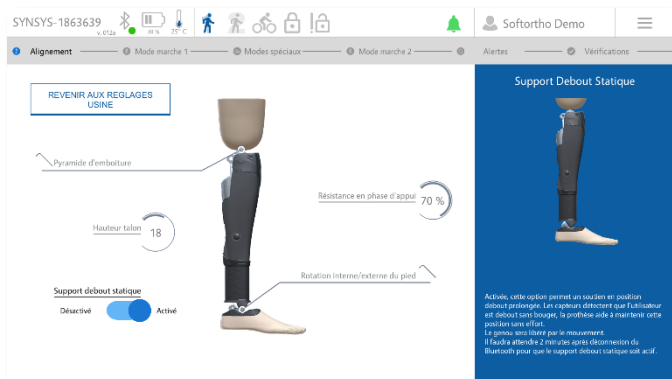 SYNSYS-1863639
v. 012a
25° C
Softortho Demo
Alignement
Mode marche 1
Modes spéciaux
Mode marche 2
Alertes
Vérifications
REVENIR AUX REGLAGES
USINE
Support Debout Statique
Pyramide d'emboiture
Résistance en phase d'appui
70 %
Hauteur talon
18
Rotation Interne/externe du pied
Support debout statique
Désactivé
Activé
Activée, cette option permet un soutien en position
debout prolongée. Les capteurs détectent que l'utilisateur
est debout sans bouger, la prothèse aide à maintenir cette
position sans effort.
Le genou sera libéré par le mouvement.
Il faudra attendre 2 minutes après déconnexion du
Bluetooth pour que le support debout statique soit actif.